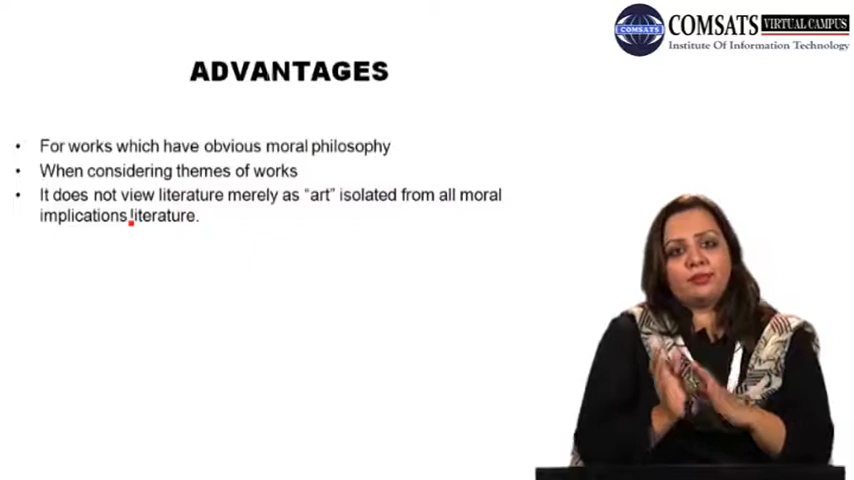 COMSATS VIRTUAL CAMPUS
COMSATS
Institute Of Information Technology
ADVANTAGES
• For works which have obvious moral philosophy
• When considering themes of works
• It does not view literature merely as “art” isolated from all moral
implications literature.